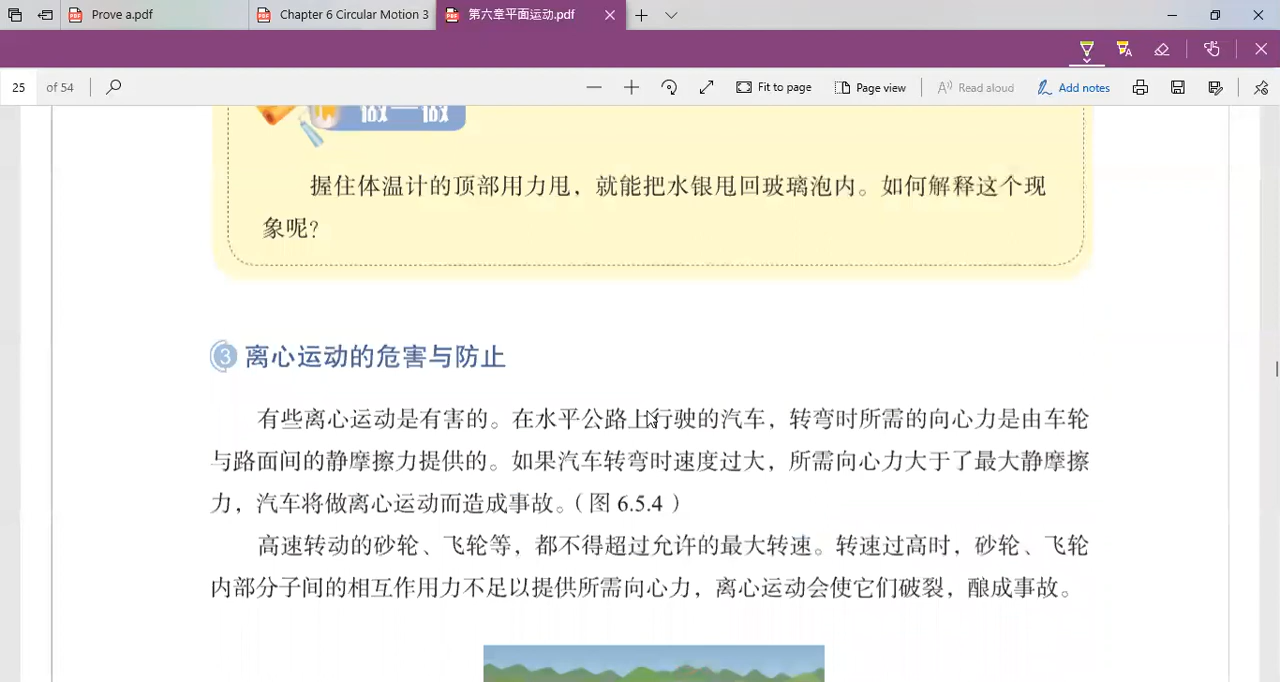 Prove a.pdf
Chapter 6 Circular Motion 3
第六章平面运动.pdf
25 of 54
Fit to page
Page view
Read aloud
Add notes
做一做
握住体温计的顶部用力甩，就能把水银甩回玻璃泡内。如何解释这个现
象呢？
3 离心运动的危害与防止
有些离心运动是有害的。在水平公路上行驶的汽车，转弯时所需的向心力是由车轮
与路面间的静摩擦力提供的。如果汽车转弯时速度过大，所需向心力大于了最大静摩擦
力，汽车将做离心运动而造成事故。（图 6.5.4 ）
高速转动的砂轮、飞轮等，都不得超过允许的最大转速。转速过高时，砂轮、飞轮
内部分子间的相互作用力不足以提供所需向心力，离心运动会使它们破裂，酿成事故。